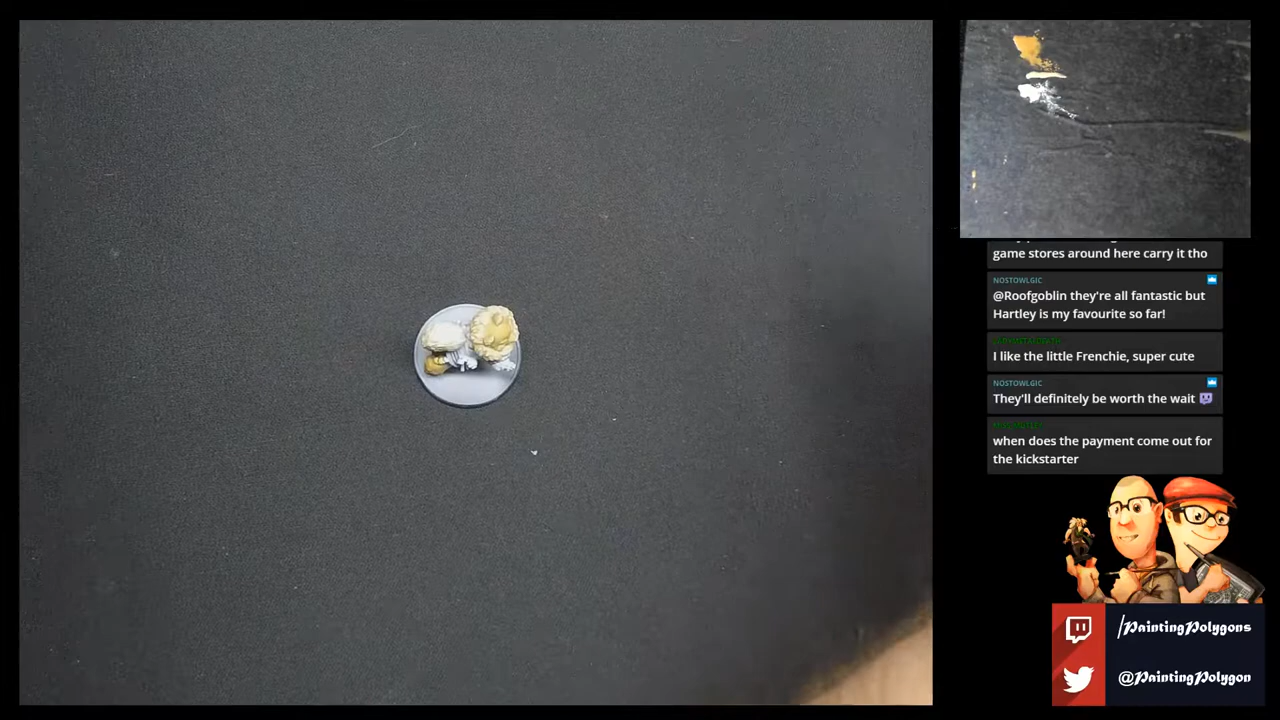 game stores around here carry it tho
NOSTOWLGIC
@Roofgoblin they're all fantastic but
Hartley is my favourite so far!
I like the little Frenchie, super cute
NOSTOWLGIC
They'll definitely be worth the wait
when does the payment come out for
the kickstarter
/PaintingPolygons
@PaintingPolygon